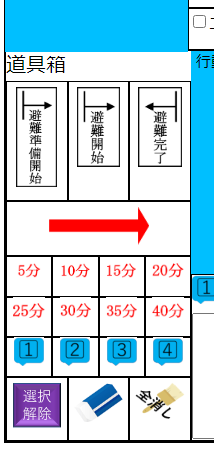 道具箱
避難準備開始
避難開始
避難完了
5分 10分 15分 20分
25分 30分 35分 40分
1 2 3 4
選択
解除
全消し
行
1